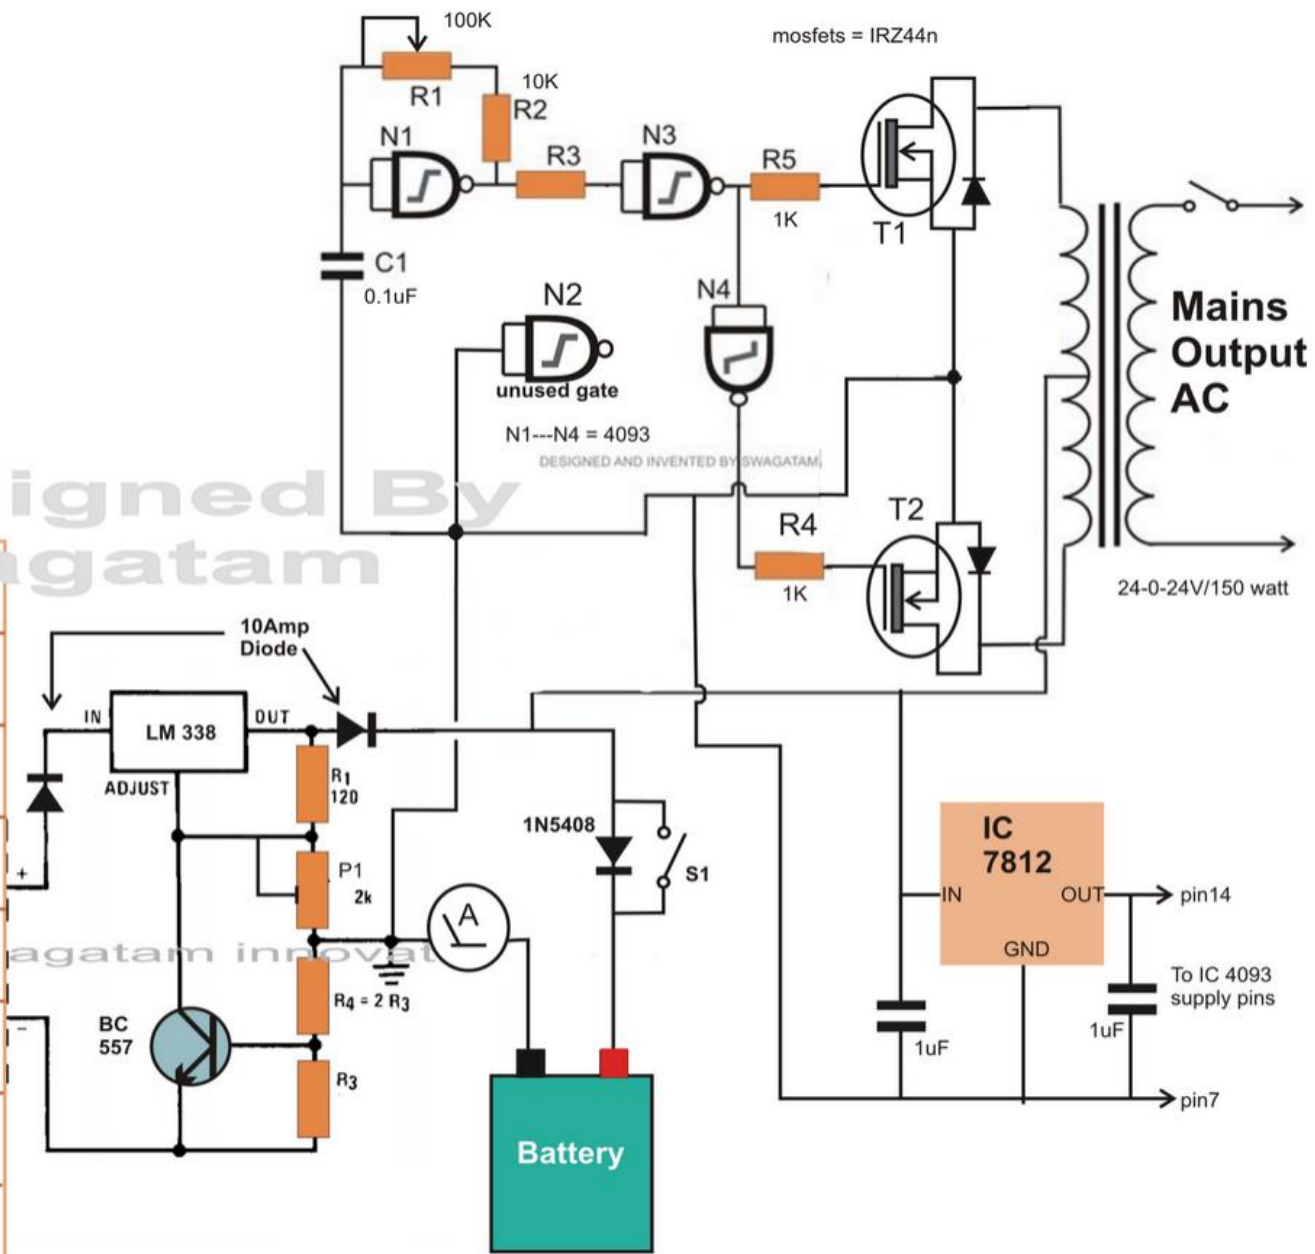 100K
mosfets = IRZ44n
R1
10K
R2
N1
R3
N3
R5
1K
T1
C1
0.1uF
N2
unused gate
N4
Mains
Output
AC
N1---N4 = 4093
DESIGNED AND INVENTED BY SWAGATAM
igned By
agatam
R4
1K
T2
24-0-24V/150 watt
10Amp
Diode
IN
LM 338
OUT
ADJUST
R1
120
P1
2k
1N5408
S1
IC
7812
IN
OUT
GND
pin14
+
A
agatam innovat
R4 = 2 R3
To IC 4093
supply pins
1uF
1uF
–
BC
557
R3
pin7
Battery